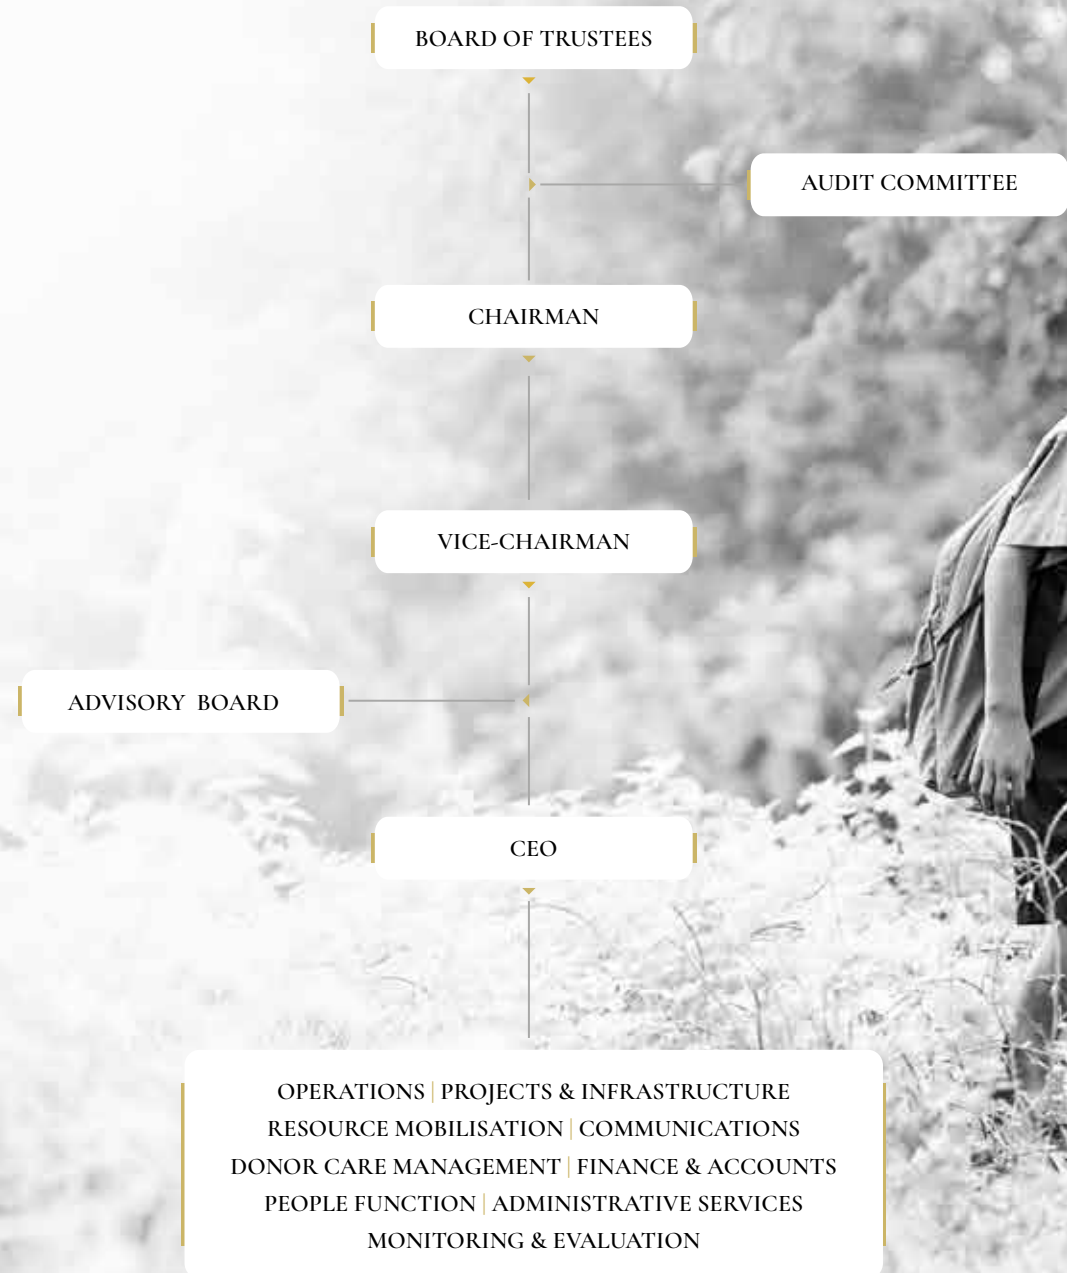 BOARD OF TRUSTEES
AUDIT COMMITTEE
CHAIRMAN
VICE-CHAIRMAN
ADVISORY BOARD
CEO
OPERATIONS | PROJECTS & INFRASTRUCTURE
RESOURCE MOBILISATION | COMMUNICATIONS
DONOR CARE MANAGEMENT | FINANCE & ACCOUNTS
PEOPLE FUNCTION | ADMINISTRATIVE SERVICES
MONITORING & EVALUATION